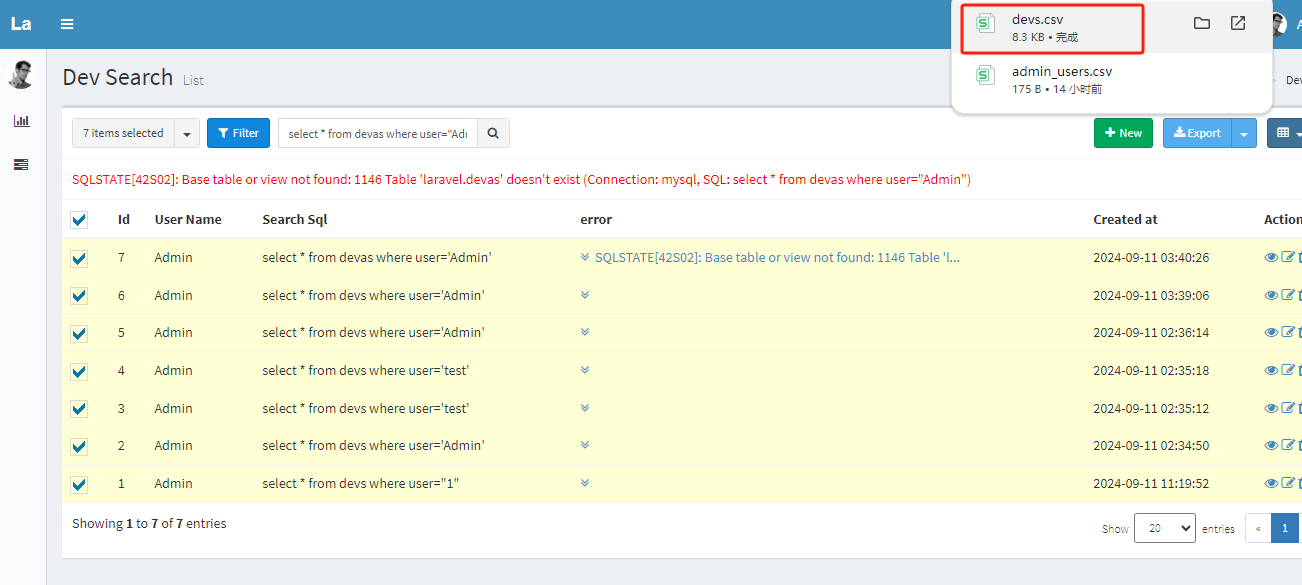 La
devs.csv
8.3 KB • 完成
admin_users.csv
175 B • 14 小时前
A
Dev Search List
Dev
7 items selected Filter select * from devas where user="Adr New Export
SQLSTATE[42S02]: Base table or view not found: 1146 Table 'laravel.devas' doesn't exist (Connection: mysql, SQL: select * from devas where user="Admin")
Id User Name Search Sql error Created at Action
7 Admin select * from devas where user='Admin' SQLSTATE[42S02]: Base table or view not found: 1146 Table 'l... 2024-09-11 03:40:26
6 Admin select * from devs where user='Admin' 2024-09-11 03:39:06
5 Admin select * from devs where user='Admin' 2024-09-11 02:36:14
4 Admin select * from devs where user='test' 2024-09-11 02:35:18
3 Admin select * from devs where user='test' 2024-09-11 02:35:12
2 Admin select * from devs where user='Admin' 2024-09-11 02:34:50
1 Admin select * from devs where user="1" 2024-09-11 11:19:52
Showing 1 to 7 of 7 entries
Show 20 entries « 1